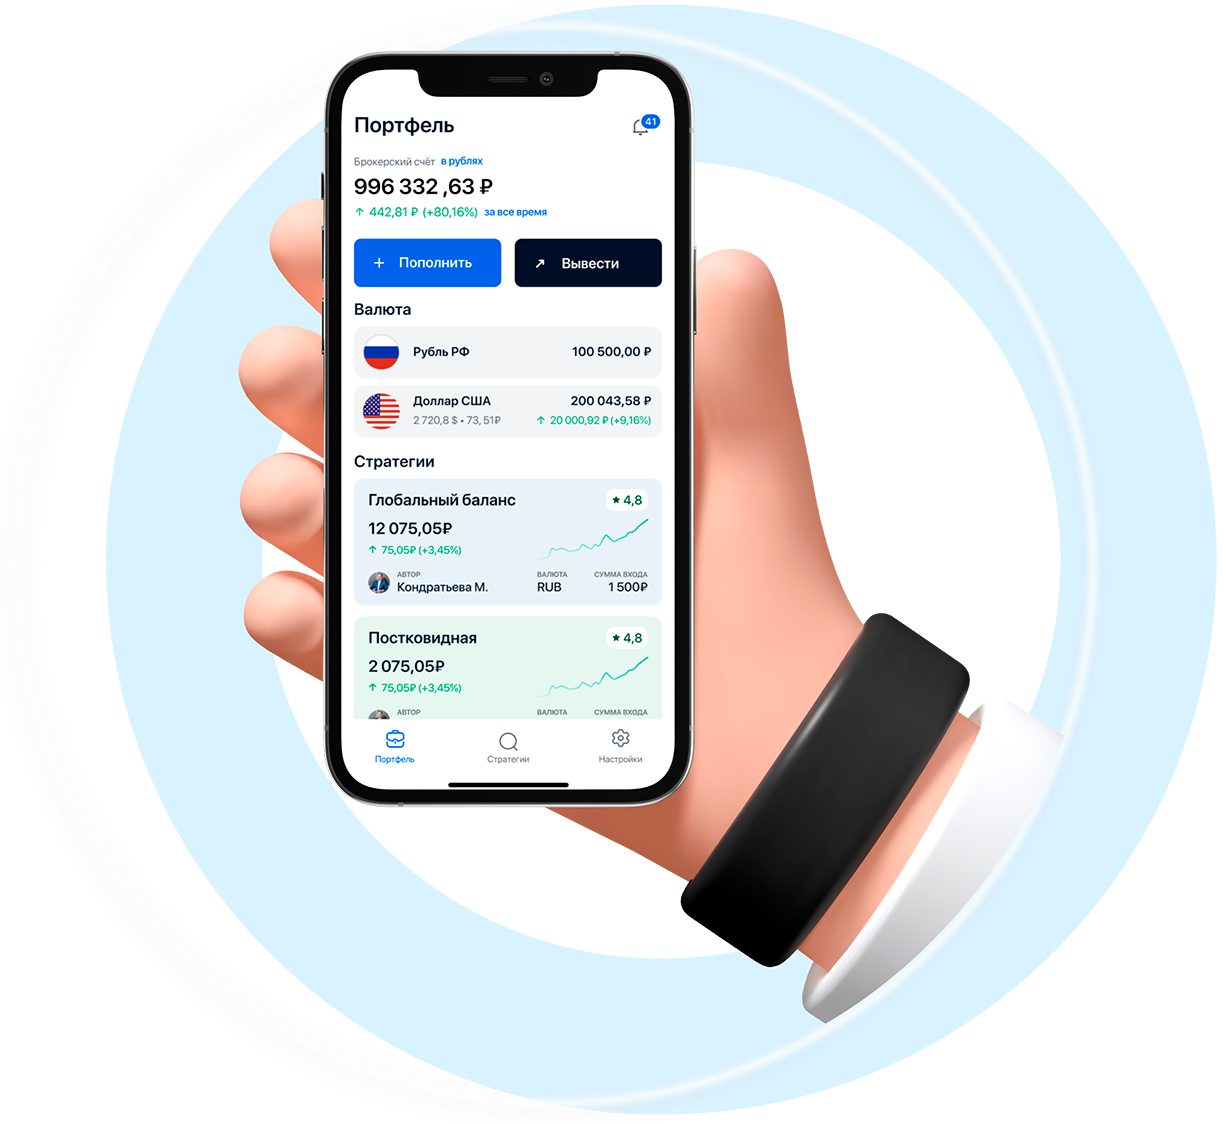 Портфель
41
Брокерский счёт в рублях
996 332 ,63 ₽
↑ 442,81 ₽ (+80,16%) за все время
+ Пополнить
↗ Вывести
Валюта
Рубль РФ 100 500,00 ₽
Доллар США 200 043,58 ₽
2 720,8 $ • 73, 51₽ ↑ 20 000,92 ₽ (+9,16%)
Стратегии
Глобальный баланс ★ 4,8
12 075,05₽
↑ 75,05₽ (+3,45%)
АВТОР ВАЛЮТА СУММА ВХОДА
Кондратьева М. RUB 1 500₽
Постковидная ★ 4,8
2 075,05₽
↑ 75,05₽ (+3,45%)
АВТОР ВАЛЮТА СУММА ВХОДА
Портфель Стратегии Настройки